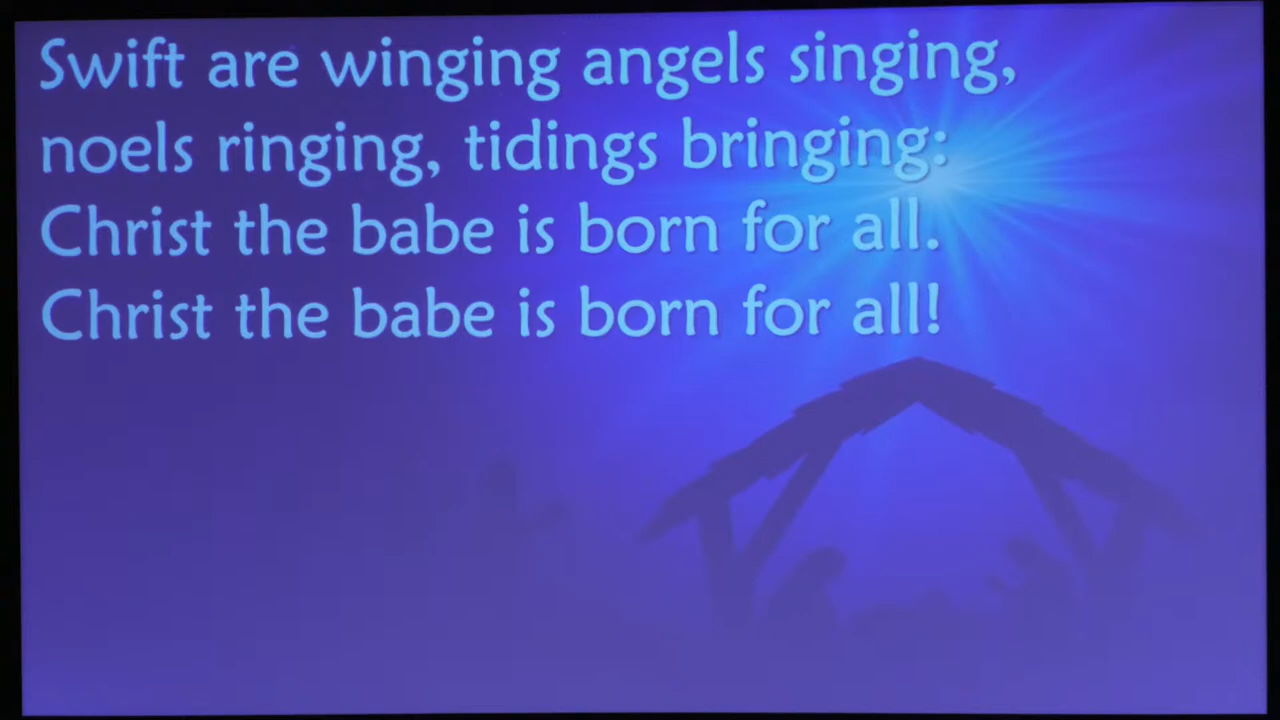 Swift are winging angels singing,
noels ringing, tidings bringing:
Christ the babe is born for all.
Christ the babe is born for all!